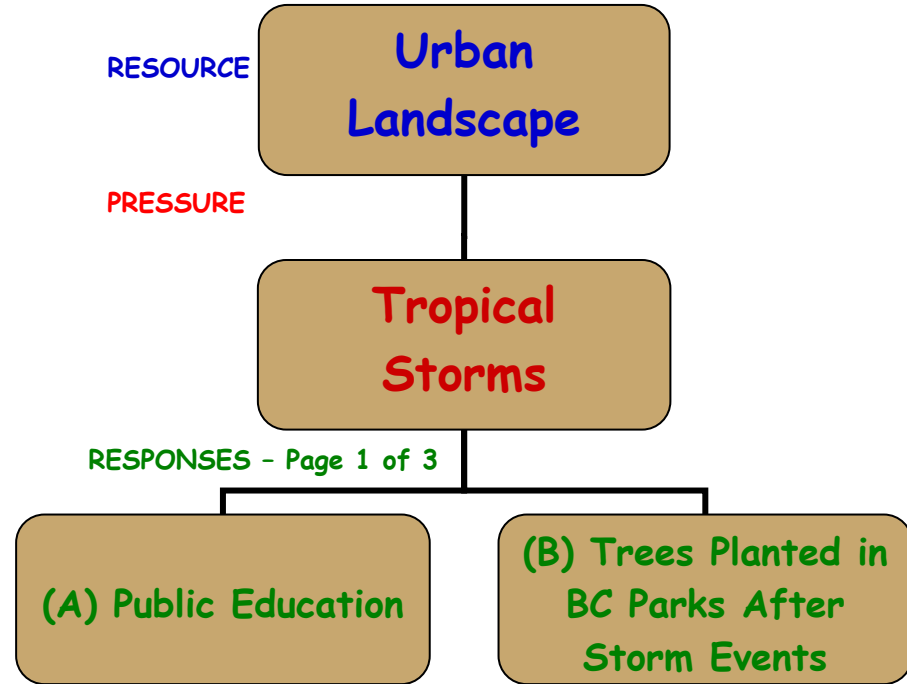 RESOURCE
Urban
Landscape
PRESSURE
Tropical
Storms
RESPONSES – Page 1 of 3
(A) Public Education
(B) Trees Planted in
BC Parks After
Storm Events